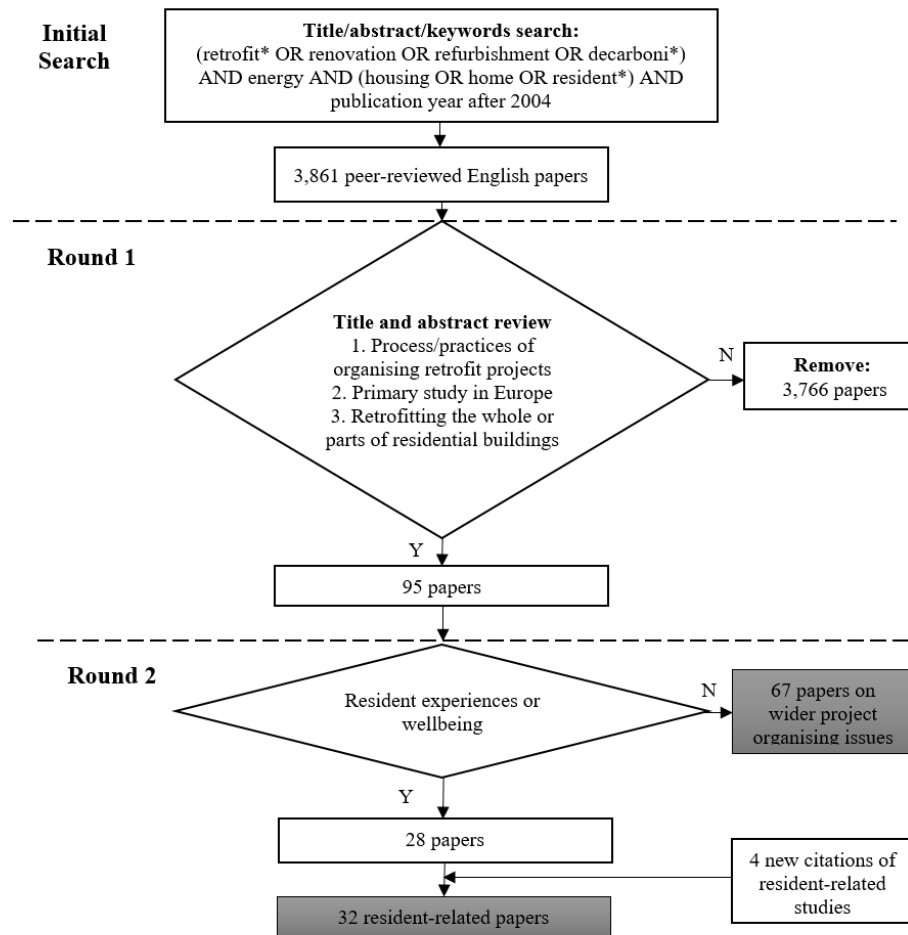 Initial
Search
Title/abstract/keywords search:
(retrofit* OR renovation OR refurbishment OR decarboni*)
AND energy AND (housing OR home OR resident*) AND
publication year after 2004
3,861 peer-reviewed English papers
Round 1
Title and abstract review
1. Process/practices of
organising retrofit projects
2. Primary study in Europe
3. Retrofitting the whole or
parts of residential buildings
N
Remove:
3,766 papers
Y
95 papers
Round 2
Resident experiences or
wellbeing
N
67 papers on
wider project
organising issues
Y
28 papers
4 new citations of
resident-related
studies
32 resident-related papers